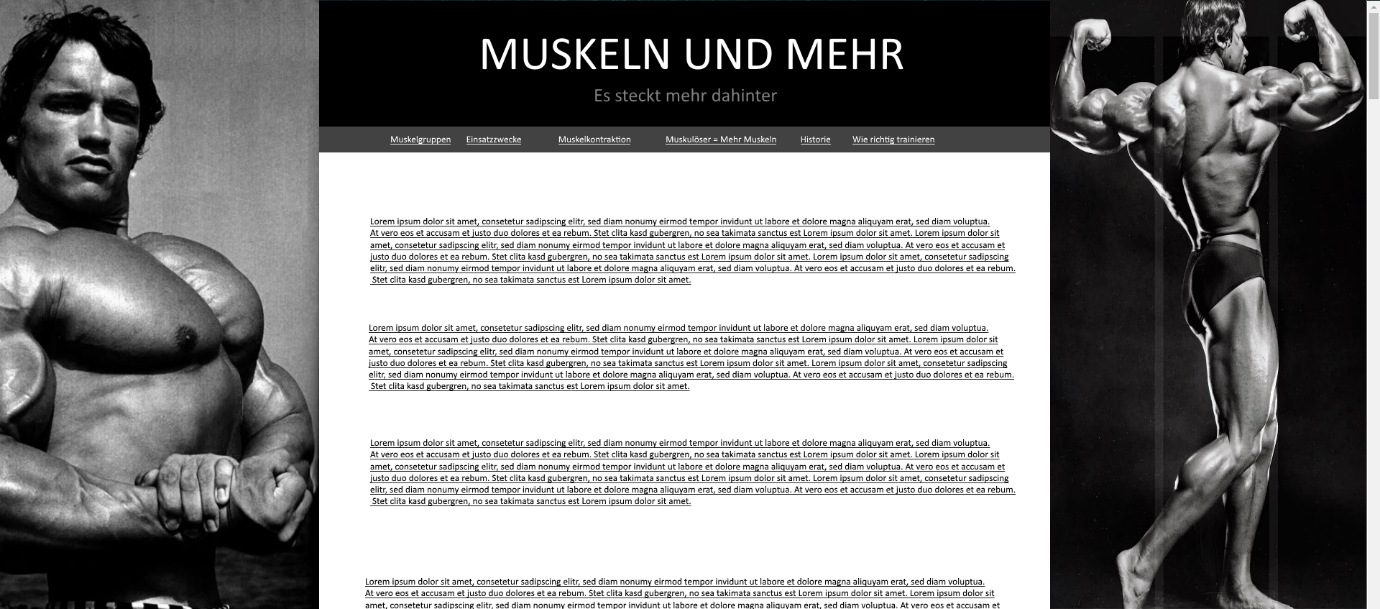 MUSKELN UND MEHR
Es steckt mehr dahinter
Muskelgruppen Einsatzzwecke Muskelkontraktion Muskulöser = Mehr Muskeln Historie Wie richtig trainieren
Lorem ipsum dolor sit amet, consetetur sadipscing elitr, sed diam nonumy eirmod tempor invidunt ut labore et dolore magna aliquyam erat, sed diam voluptua.
At vero eos et accusam et justo duo dolores et ea rebum. Stet clita kasd gubergren, no sea takimata sanctus est Lorem ipsum dolor sit amet. Lorem ipsum dolor sit
amet, consetetur sadipscing elitr, sed diam nonumy eirmod tempor invidunt ut labore et dolore magna aliquyam erat, sed diam voluptua. At vero eos et accusam et
justo duo dolores et ea rebum. Stet clita kasd gubergren, no sea takimata sanctus est Lorem ipsum dolor sit amet. Lorem ipsum dolor sit amet, consetetur sadipscing
elitr, sed diam nonumy eirmod tempor invidunt ut labore et dolore magna aliquyam erat, sed diam voluptua. At vero eos et accusam et justo duo dolores et ea rebum.
Stet clita kasd gubergren, no sea takimata sanctus est Lorem ipsum dolor sit amet.
Lorem ipsum dolor sit amet, consetetur sadipscing elitr, sed diam nonumy eirmod tempor invidunt ut labore et dolore magna aliquyam erat, sed diam voluptua.
At vero eos et accusam et justo duo dolores et ea rebum. Stet clita kasd gubergren, no sea takimata sanctus est Lorem ipsum dolor sit amet. Lorem ipsum dolor sit
amet, consetetur sadipscing elitr, sed diam nonumy eirmod tempor invidunt ut labore et dolore magna aliquyam erat, sed diam voluptua. At vero eos et accusam et
justo duo dolores et ea rebum. Stet clita kasd gubergren, no sea takimata sanctus est Lorem ipsum dolor sit amet. Lorem ipsum dolor sit amet, consetetur sadipscing
elitr, sed diam nonumy eirmod tempor invidunt ut labore et dolore magna aliquyam erat, sed diam voluptua. At vero eos et accusam et justo duo dolores et ea rebum.
Stet clita kasd gubergren, no sea takimata sanctus est Lorem ipsum dolor sit amet.
Lorem ipsum dolor sit amet, consetetur sadipscing elitr, sed diam nonumy eirmod tempor invidunt ut labore et dolore magna aliquyam erat, sed diam voluptua.
At vero eos et accusam et justo duo dolores et ea rebum. Stet clita kasd gubergren, no sea takimata sanctus est Lorem ipsum dolor sit amet. Lorem ipsum dolor sit
amet, consetetur sadipscing elitr, sed diam nonumy eirmod tempor invidunt ut labore et dolore magna aliquyam erat, sed diam voluptua. At vero eos et accusam et
justo duo dolores et ea rebum. Stet clita kasd gubergren, no sea takimata sanctus est Lorem ipsum dolor sit amet. Lorem ipsum dolor sit amet, consetetur sadipscing
elitr, sed diam nonumy eirmod tempor invidunt ut labore et dolore magna aliquyam erat, sed diam voluptua. At vero eos et accusam et justo duo dolores et ea rebum.
Stet clita kasd gubergren, no sea takimata sanctus est Lorem ipsum dolor sit amet.
Lorem ipsum dolor sit amet, consetetur sadipscing elitr, sed diam nonumy eirmod tempor invidunt ut labore et dolore magna aliquyam erat, sed diam voluptua.
At vero eos et accusam et justo duo dolores et ea rebum. Stet clita kasd gubergren, no sea takimata sanctus est Lorem ipsum dolor sit amet. Lorem ipsum dolor sit
amet, consetetur sadipscing elitr, sed diam nonumy eirmod tempor invidunt ut labore et dolore magna aliquyam erat, sed diam voluptua. At vero eos et accusam et